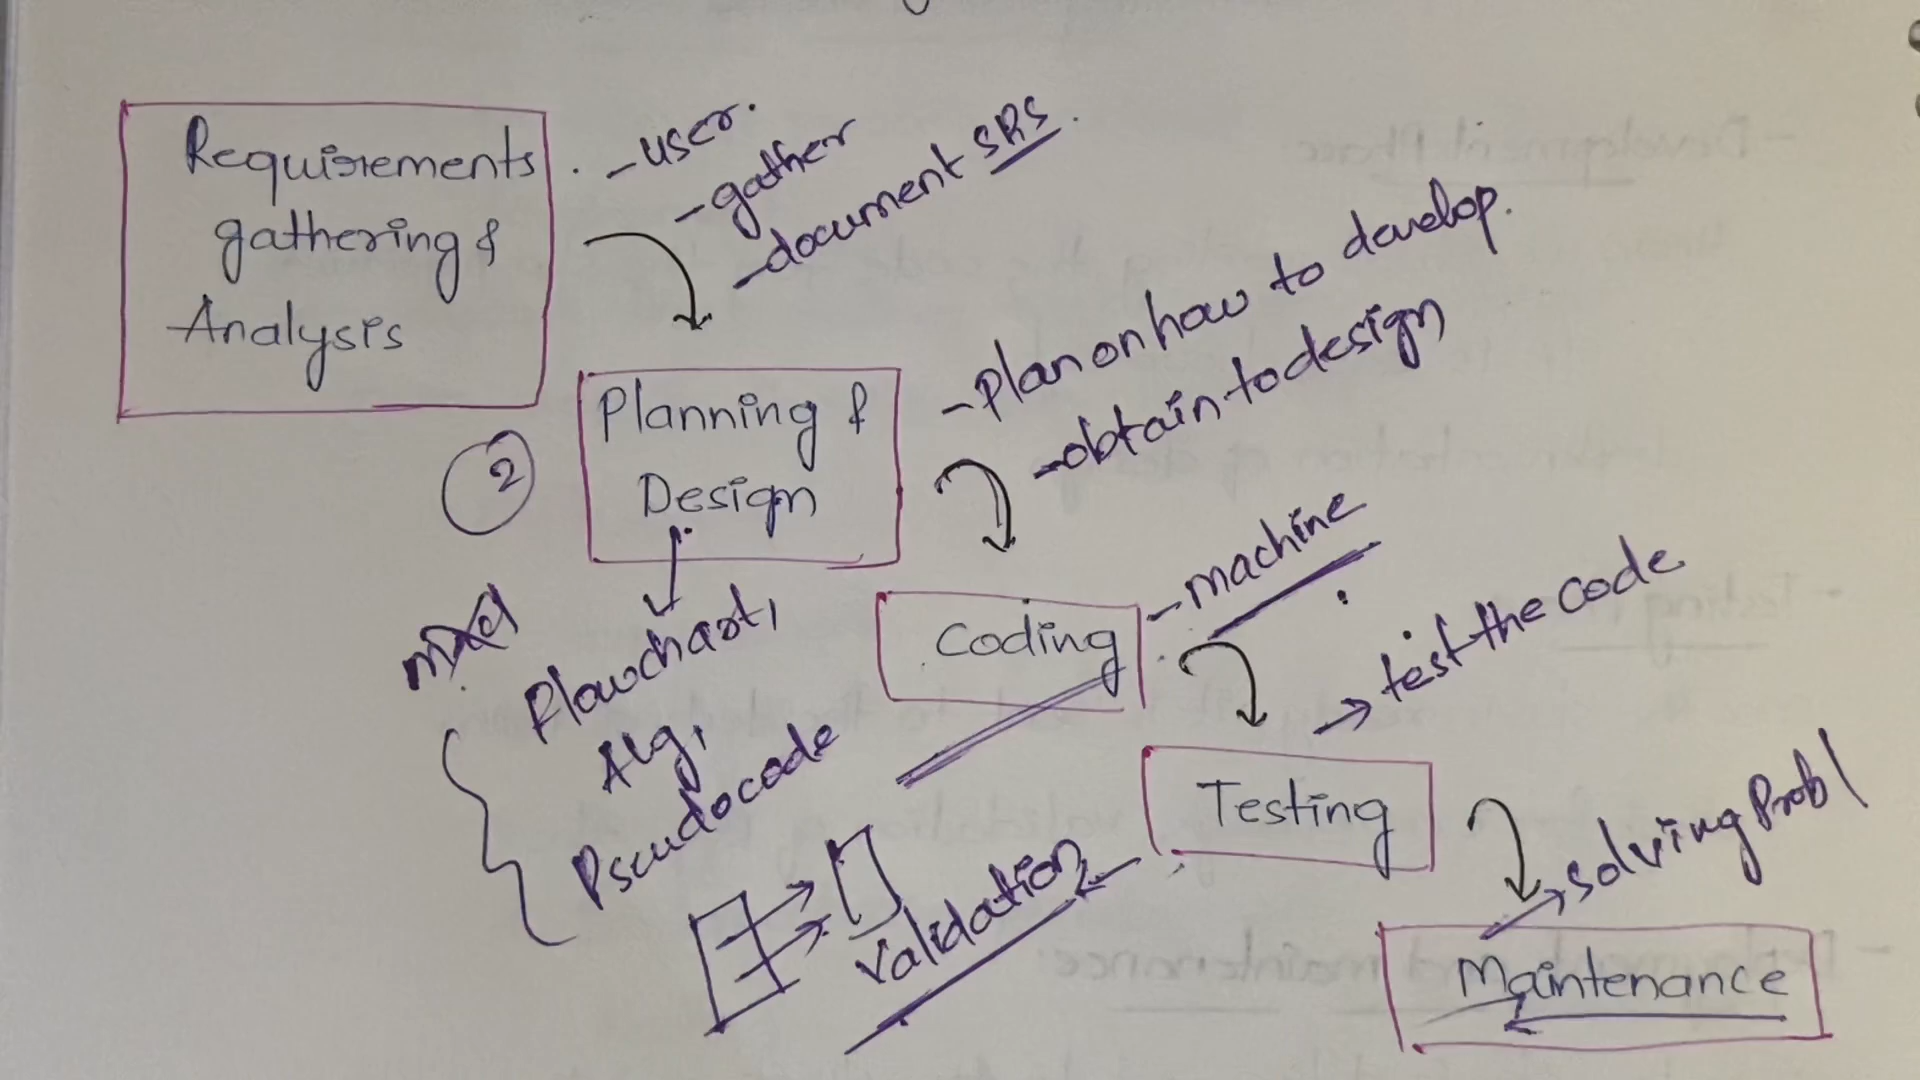 Requirements
gathering &
Analysis
- user.
- gather
- document SRS.
Planning &
Design
- plan on how to develop.
- obtain to design
2
Flowchart,
Alg,
Pseudocode
Coding
- machine
→ test the code
Testing
Validation
→ solving Probl
Maintenance